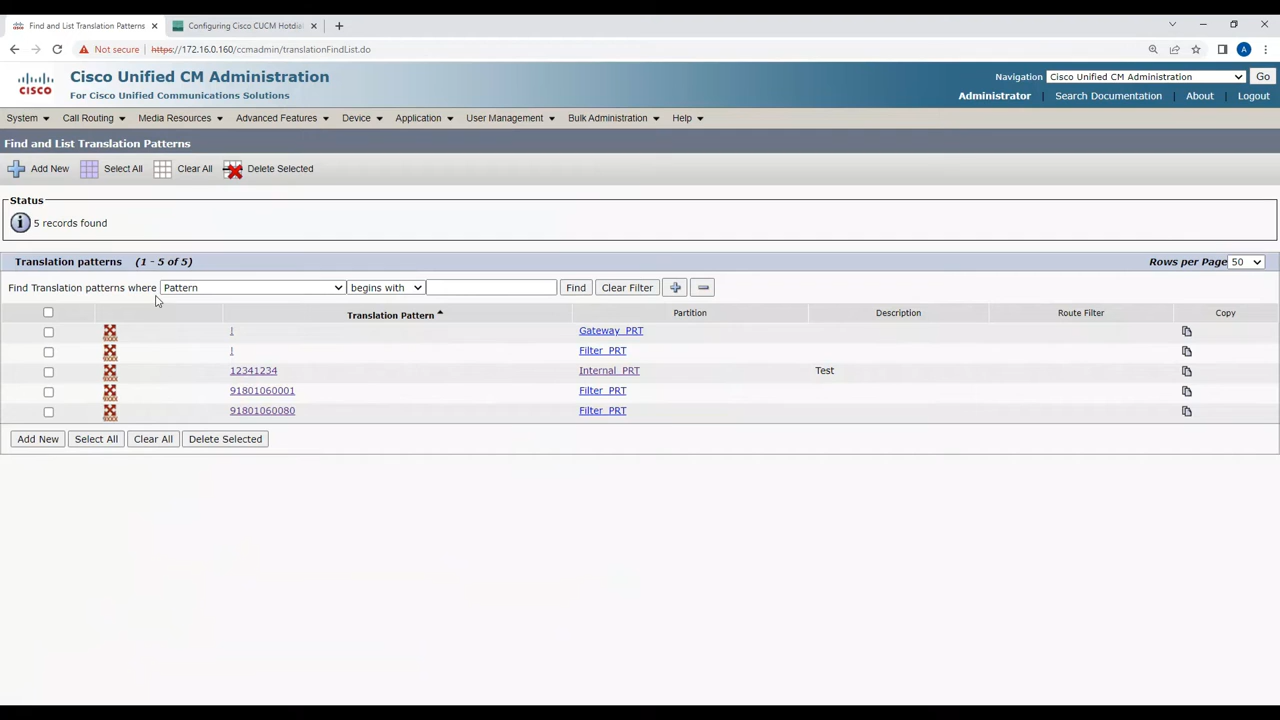 Find and List Translation Patterns
Configuring Cisco CUCM Hotdia
Not secure https://172.16.0.160/ccmadmin/translationFindList.do
A
CISCO
Cisco Unified CM Administration
For Cisco Unified Communications Solutions
Navigation Cisco Unified CM Administration Go
Administrator | Search Documentation | About | Logout
System Call Routing Media Resources Advanced Features Device Application User Management Bulk Administration Help
Find and List Translation Patterns
Add New Select All Clear All Delete Selected
Status
5 records found
Translation patterns (1 - 5 of 5) Rows per Page 50
Find Translation patterns where Pattern begins with Find Clear Filter
Translation Pattern Partition Description Route Filter Copy
! Gateway_PRT
! Filter_PRT
12341234 Internal_PRT Test
91801060001 Filter_PRT
91801060080 Filter_PRT
Add New Select All Clear All Delete Selected